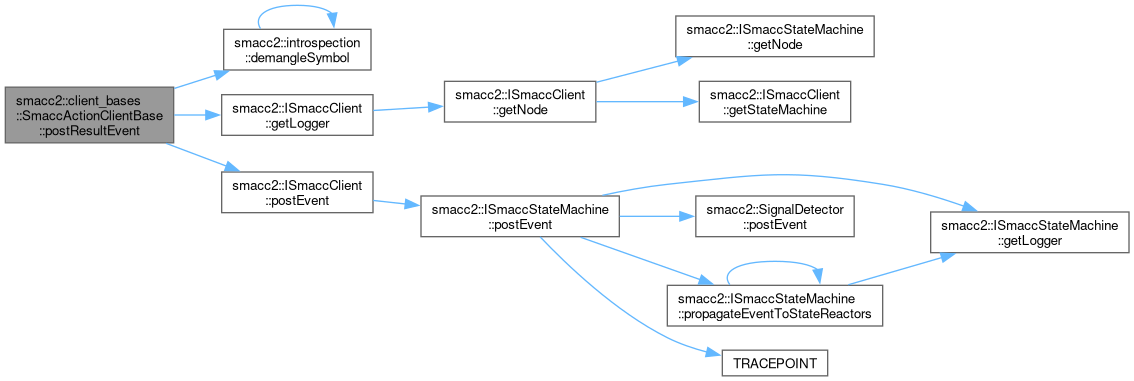 smacc2::client_bases
::SmaccActionClientBase
::postResultEvent
smacc2::introspection
::demangleSymbol
smacc2::ISmaccClient
::getLogger
smacc2::ISmaccClient
::postEvent
smacc2::ISmaccClient
::getNode
smacc2::ISmaccStateMachine
::getNode
smacc2::ISmaccClient
::getStateMachine
smacc2::ISmaccStateMachine
::postEvent
smacc2::SignalDetector
::postEvent
smacc2::ISmaccStateMachine
::propagateEventToStateReactors
TRACEPOINT
smacc2::ISmaccStateMachine
::getLogger